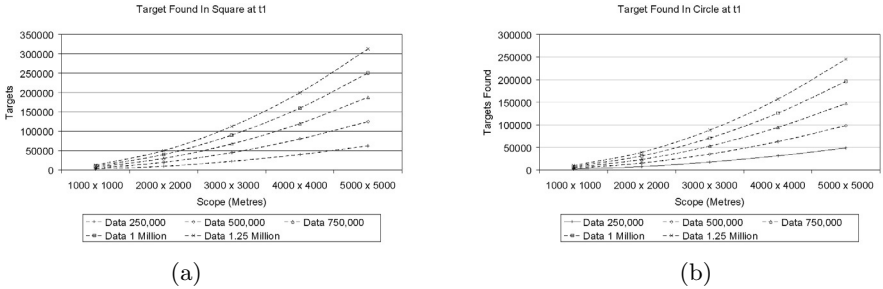 Target Found In Square at t1
350000
300000
250000
200000
150000
100000
50000
0
Targets
1000 x 1000 2000 x 2000 3000 x 3000 4000 x 4000 5000 x 5000
Scope (Metres)
Data 250,000 Data 500,000 Data 750,000
Data 1 Million Data 1.25 Million
(a)
Target Found In Circle at t1
300000
250000
200000
150000
100000
50000
0
Targets Found
1000 x 1000 2000 x 2000 3000 x 3000 4000 x 4000 5000 x 5000
Scope (Metres)
Data 250,000 Data 500,000 Data 750,000
Data 1 Million Data 1.25 Million
(b)